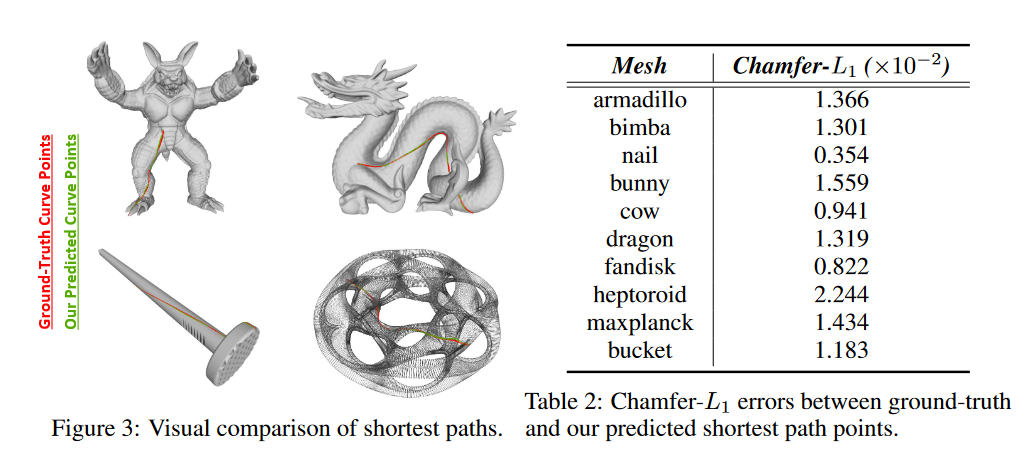 Ground-Truth Curve Points
Our Predicted Curve Points
Figure 3: Visual comparison of shortest paths.
Mesh Chamfer-L₁ (×10⁻²)
armadillo 1.366
bimba 1.301
nail 0.354
bunny 1.559
cow 0.941
dragon 1.319
fandisk 0.822
heptoroid 2.244
maxplanck 1.434
bucket 1.183
Table 2: Chamfer-L₁ errors between ground-truth
and our predicted shortest path points.